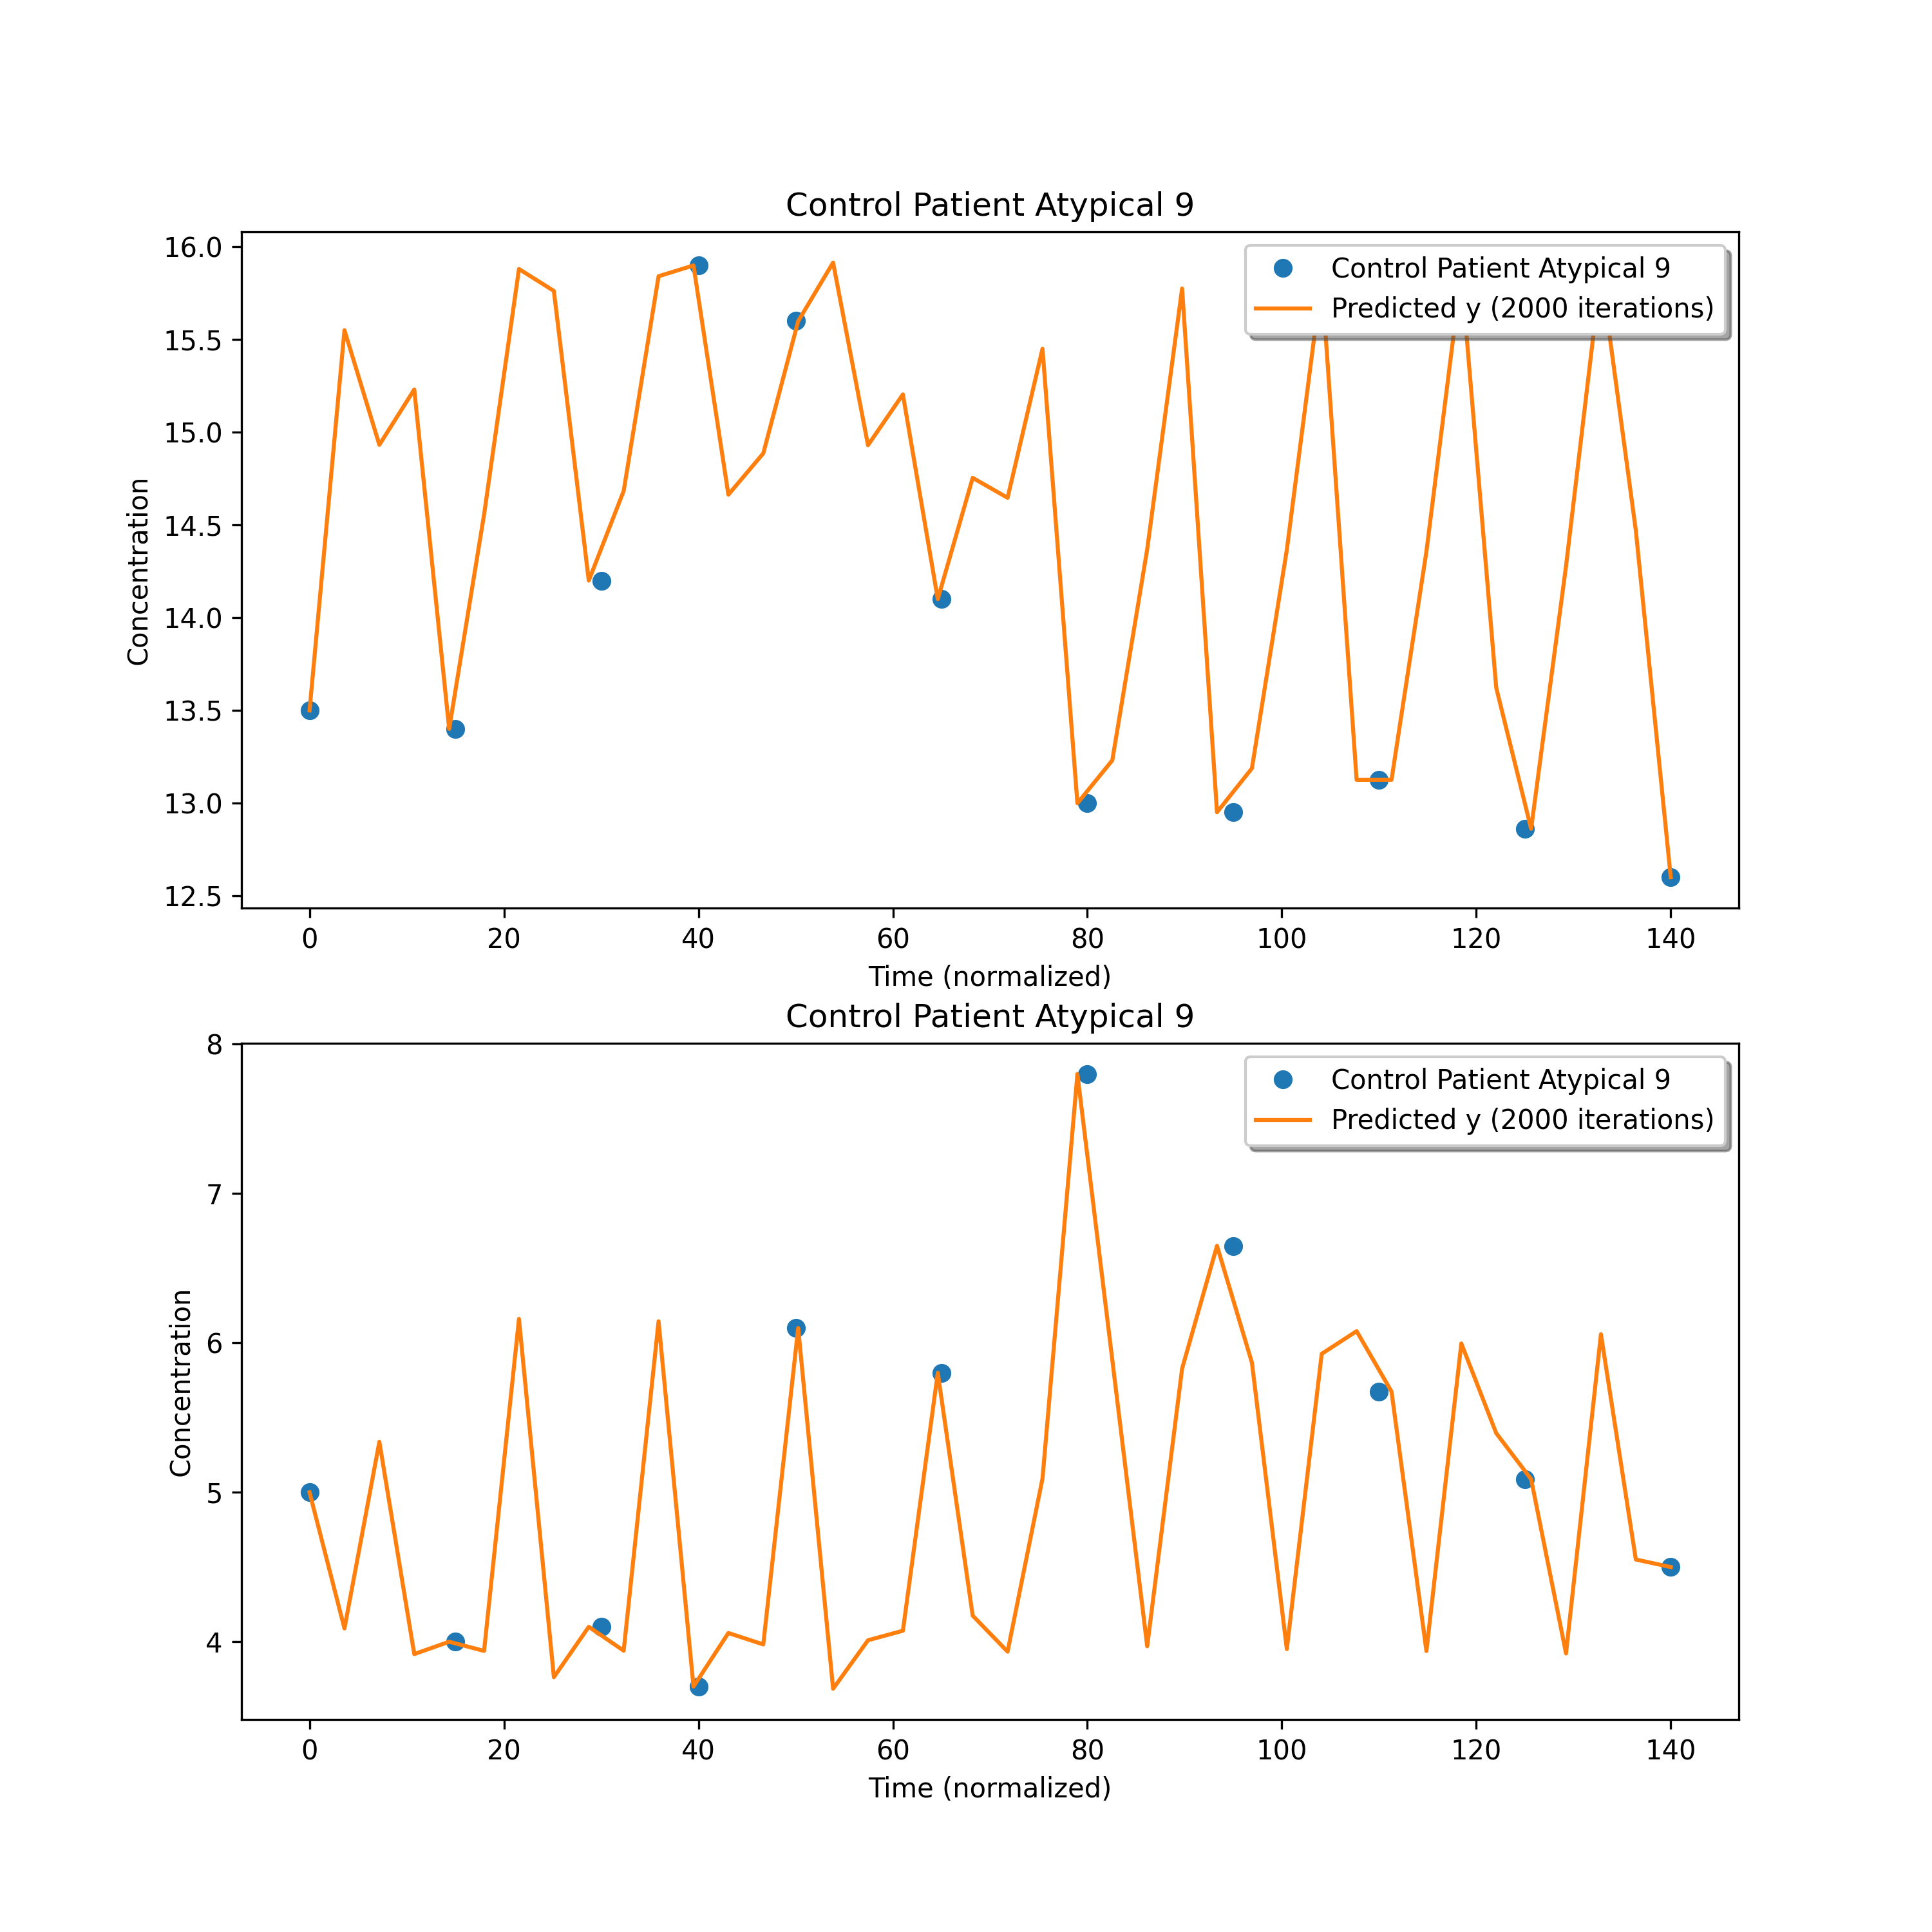 Control Patient Atypical 9
16.0
15.5
15.0
14.5
14.0
13.5
13.0
12.5
Concentration
Control Patient Atypical 9
Predicted y (2000 iterations)
0 20 40 60 80 100 120 140
Time (normalized)
Control Patient Atypical 9
8
7
6
5
4
Concentration
Control Patient Atypical 9
Predicted y (2000 iterations)
0 20 40 60 80 100 120 140
Time (normalized)